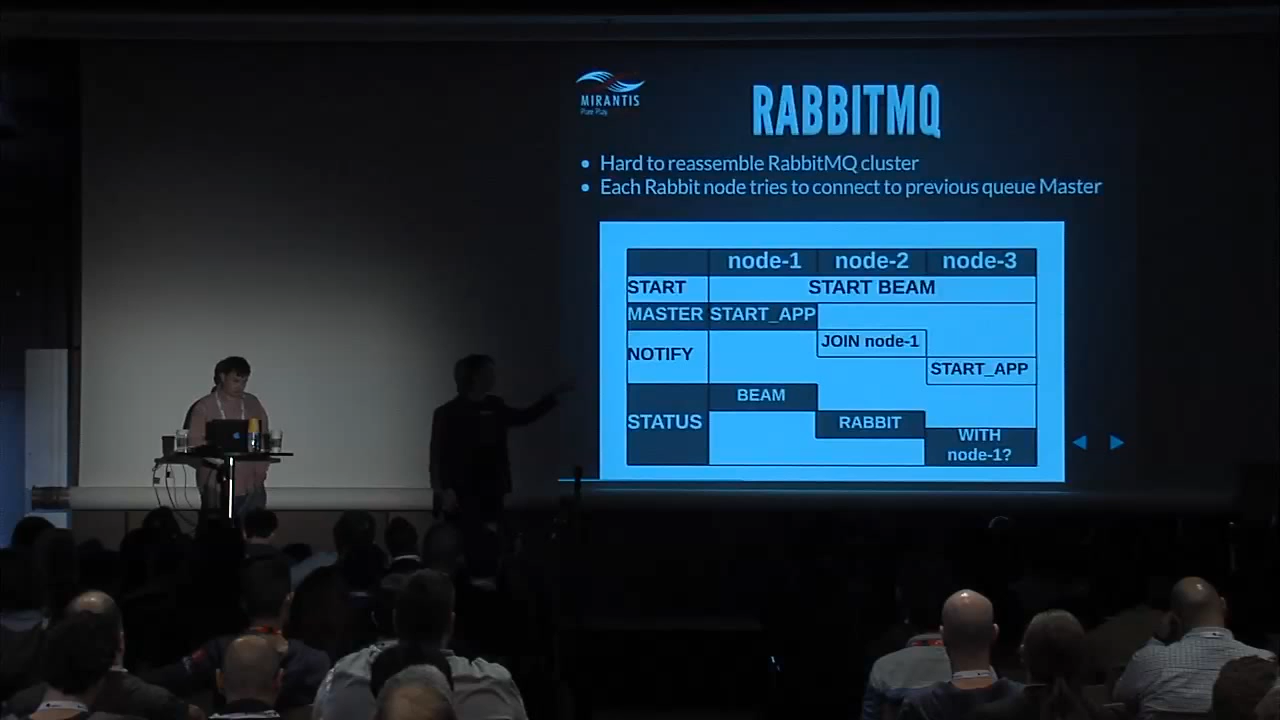 MIRANTIS
Pure Play
RABBITMQ
Hard to reassemble RabbitMQ cluster
Each Rabbit node tries to connect to previous queue Master
node-1 node-2 node-3
START START BEAM
MASTER START_APP
JOIN node-1
NOTIFY
START_APP
BEAM
STATUS RABBIT
WITH
node-1?